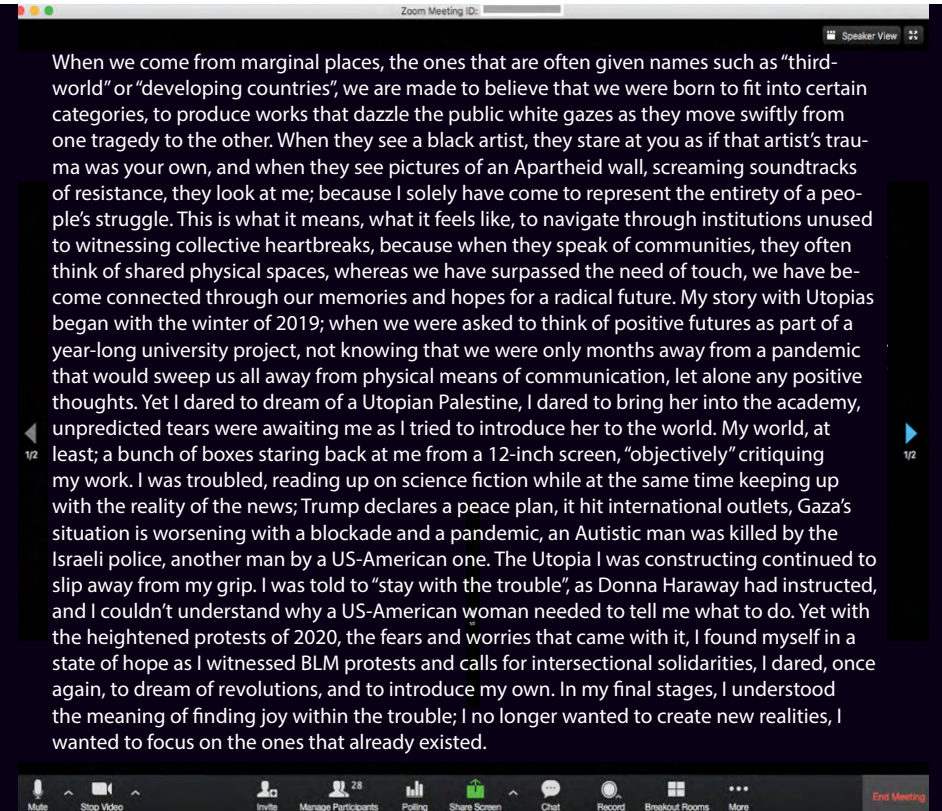 Zoom Meeting ID:
Speaker View
When we come from marginal places, the ones that are often given names such as “third-
world” or “developing countries”, we are made to believe that we were born to fit into certain
categories, to produce works that dazzle the public white gazes as they move swiftly from
one tragedy to the other. When they see a black artist, they stare at you as if that artist’s trau-
ma was your own, and when they see pictures of an Apartheid wall, screaming soundtracks
of resistance, they look at me; because I solely have come to represent the entirety of a peo-
ple’s struggle. This is what it means, what it feels like, to navigate through institutions unused
to witnessing collective heartbreaks, because when they speak of communities, they often
think of shared physical spaces, whereas we have surpassed the need of touch, we have be-
come connected through our memories and hopes for a radical future. My story with Utopias
began with the winter of 2019; when we were asked to think of positive futures as part of a
year-long university project, not knowing that we were only months away from a pandemic
that would sweep us all away from physical means of communication, let alone any positive
thoughts. Yet I dared to dream of a Utopian Palestine, I dared to bring her into the academy,
unpredicted tears were awaiting me as I tried to introduce her to the world. My world, at
least; a bunch of boxes staring back at me from a 12-inch screen, “objectively” critiquing
my work. I was troubled, reading up on science fiction while at the same time keeping up
with the reality of the news; Trump declares a peace plan, it hit international outlets, Gaza’s
situation is worsening with a blockade and a pandemic, an Autistic man was killed by the
Israeli police, another man by a US-American one. The Utopia I was constructing continued to
slip away from my grip. I was told to “stay with the trouble”, as Donna Haraway had instructed,
and I couldn’t understand why a US-American woman needed to tell me what to do. Yet with
the heightened protests of 2020, the fears and worries that came with it, I found myself in a
state of hope as I witnessed BLM protests and calls for intersectional solidarities, I dared, once
again, to dream of revolutions, and to introduce my own. In my final stages, I understood
the meaning of finding joy within the trouble; I no longer wanted to create new realities, I
wanted to focus on the ones that already existed.
1/2
1/2
28
Mute Stop Video Invite Manage Participants Polling Share Screen Chat Record Breakout Rooms More End Meeting